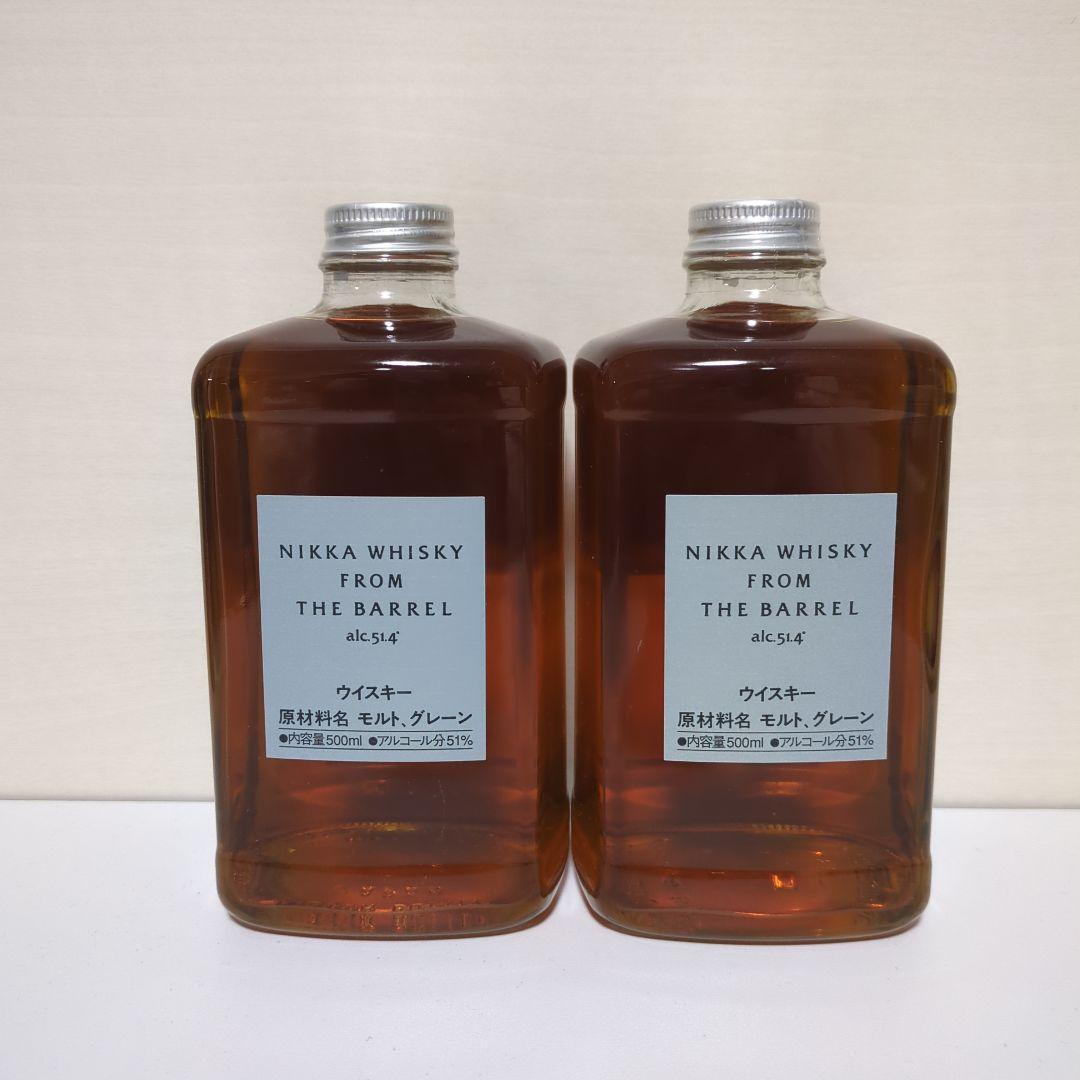 NIKKA WHISKY
FROM
THE BARREL
alc.51.4°
ウイスキー
原材料名 モルト、グレーン
●内容量500ml ●アルコール分51%
NIKKA WHISKY
FROM
THE BARREL
alc.51.4°
ウイスキー
原材料名 モルト、グレーン
●内容量500ml ●アルコール分51%